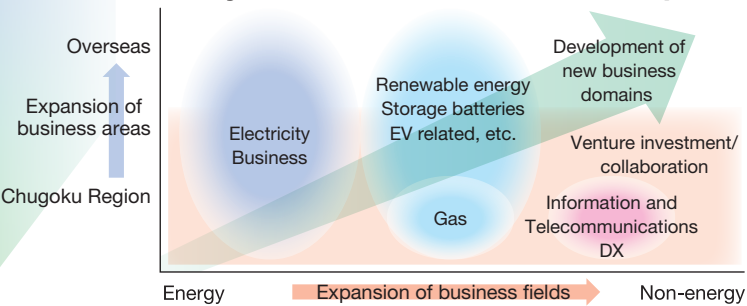 Overseas
Expansion of
business areas
Chugoku Region
Electricity
Business
Renewable energy
Storage batteries
EV related, etc.
Gas
Development of
new business
domains
Venture investment/
collaboration
Information and
Telecommunications
DX
Energy
Expansion of business fields
Non-energy